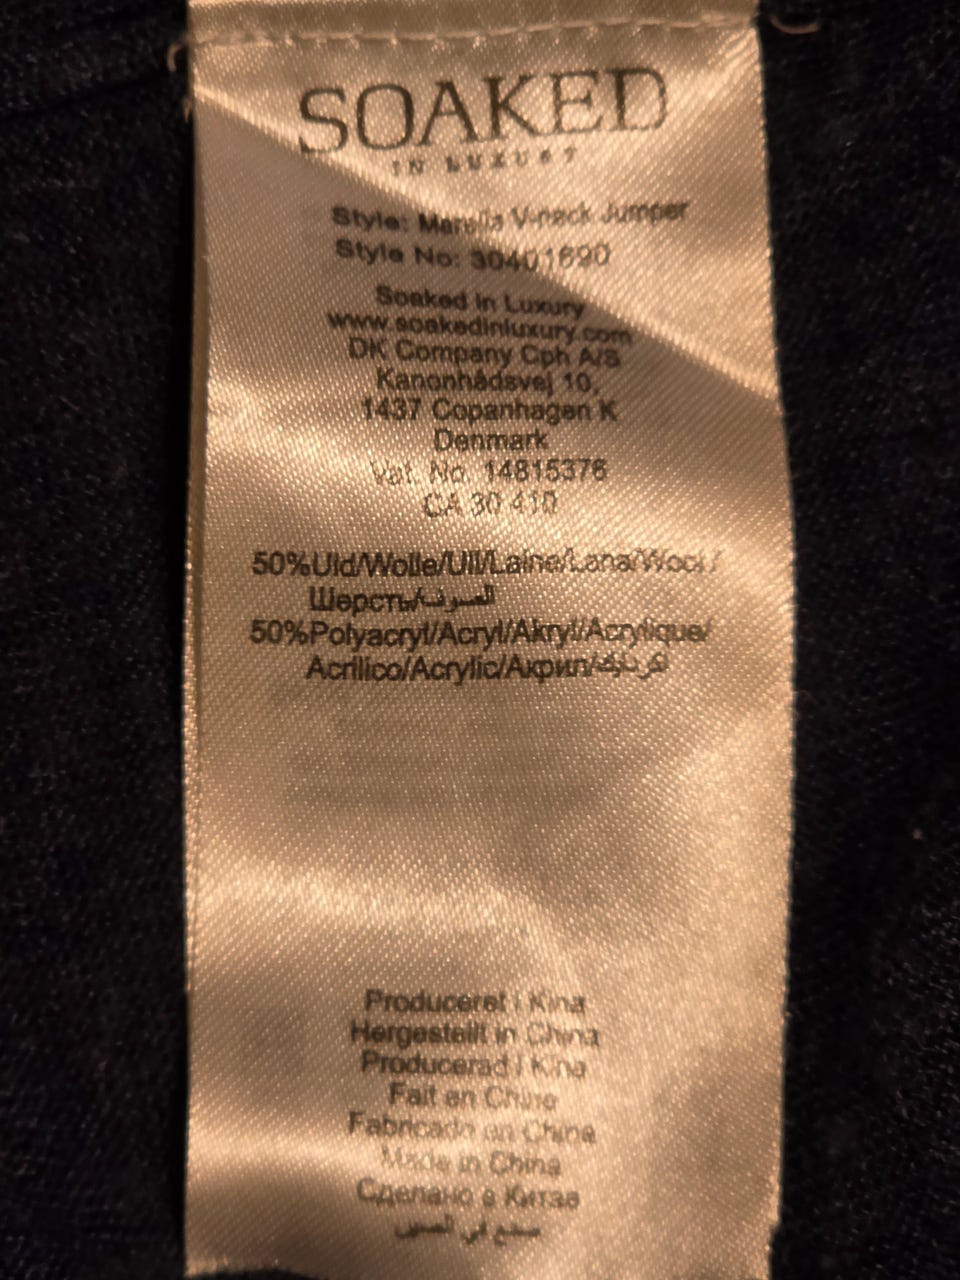 SOAKED
IN LUXURY
Style: V-neck Jumper
Style No: 30401690
Soaked in Luxury
www.soakedinluxury.com
DK Company Cph A/S
Kanonbådsvej 10,
1437 Copenhagen K
Denmark
Vat. No. 14815376
CA 30 410
50%Uld/Wolle/Ull/Laine/Lana/Wool/
Шерсть/الصوف
50%Polyacryl/Acryl/Akryl/Acrylique/
Acrilico/Acrylic/Акрил/
Produceret i Kina
Hergestellt in China
Producerad i Kina
Fait en Chine
Fabricado en China
Made in China
Сделано в Китае
صنع في الصين